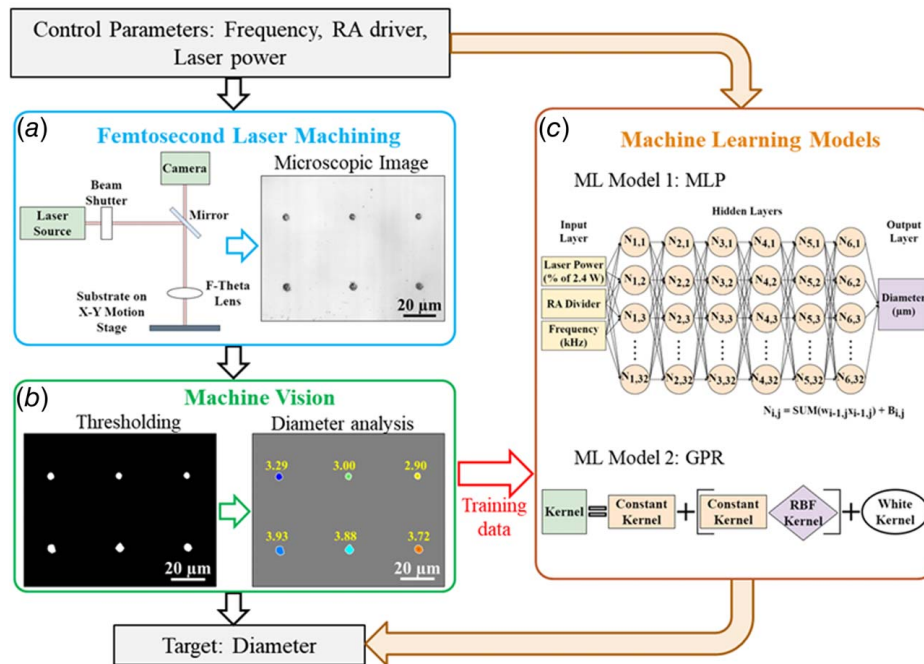 Control Parameters: Frequency, RA driver,
Laser power
(a)
Femtosecond Laser Machining
Camera
Beam
Shutter
Laser
Source
Mirror
F-Theta
Lens
Substrate on
X-Y Motion
Stage
Microscopic Image
20 µm
(b)
Machine Vision
Thresholding
20 µm
Diameter analysis
3.29 3.00 2.90
3.93 3.88 3.72
20 µm
Training
data
(c)
Machine Learning Models
ML Model 1: MLP
Hidden Layers
Input
Layer
Output
Layer
Laser Power
(% of 2.4 W)
RA Divider
Frequency
(kHz)
N1,1 N2,1 N3,1 N4,1 N5,1 N6,1
N1,2 N2,2 N3,2 N4,2 N5,2 N6,2
N1,3 N2,3 N3,3 N4,3 N5,3 N6,3
N1,32 N2,32 N3,32 N4,32 N5,32 N6,32
Diameter
(µm)
Ni,j = SUM(wi-1,jxi-1,j) + Bi,j
ML Model 2: GPR
Kernel = Constant Kernel + [ Constant Kernel RBF Kernel ] + White Kernel
Target: Diameter